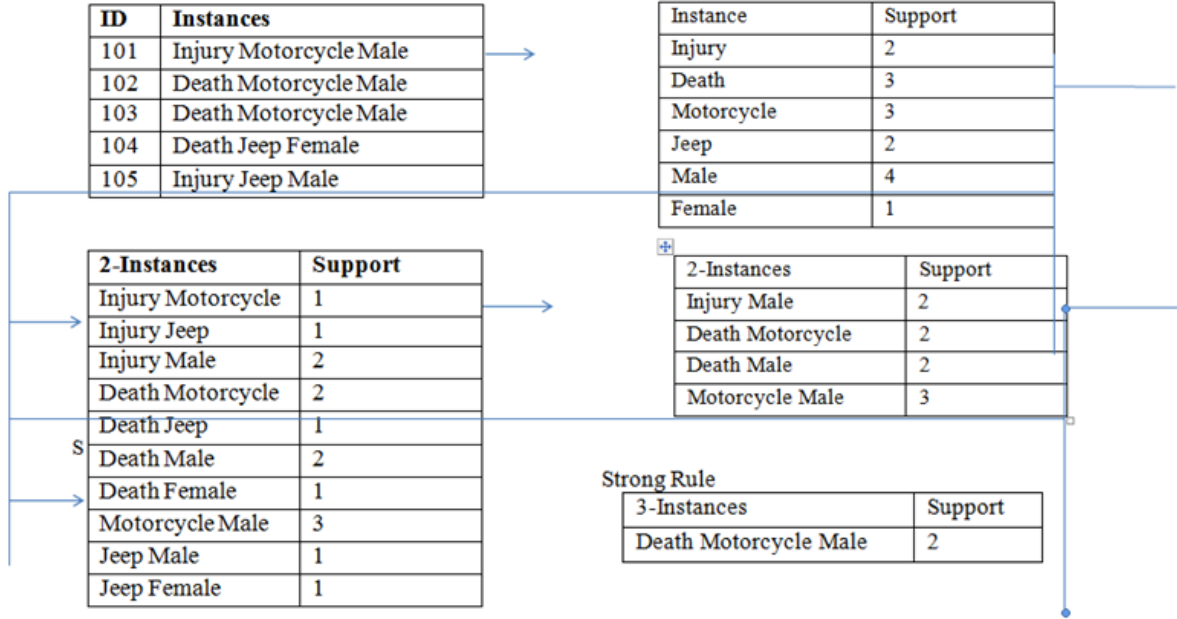 ID Instances
101 Injury Motorcycle Male
102 Death Motorcycle Male
103 Death Motorcycle Male
104 Death Jeep Female
105 Injury Jeep Male
Instance Support
Injury 2
Death 3
Motorcycle 3
Jeep 2
Male 4
Female 1
2-Instances Support
Injury Motorcycle 1
Injury Jeep 1
Injury Male 2
Death Motorcycle 2
Death Jeep 1
S
Death Male 2
Death Female 1
Motorcycle Male 3
Jeep Male 1
Jeep Female 1
2-Instances Support
Injury Male 2
Death Motorcycle 2
Death Male 2
Motorcycle Male 3
Strong Rule
3-Instances Support
Death Motorcycle Male 2